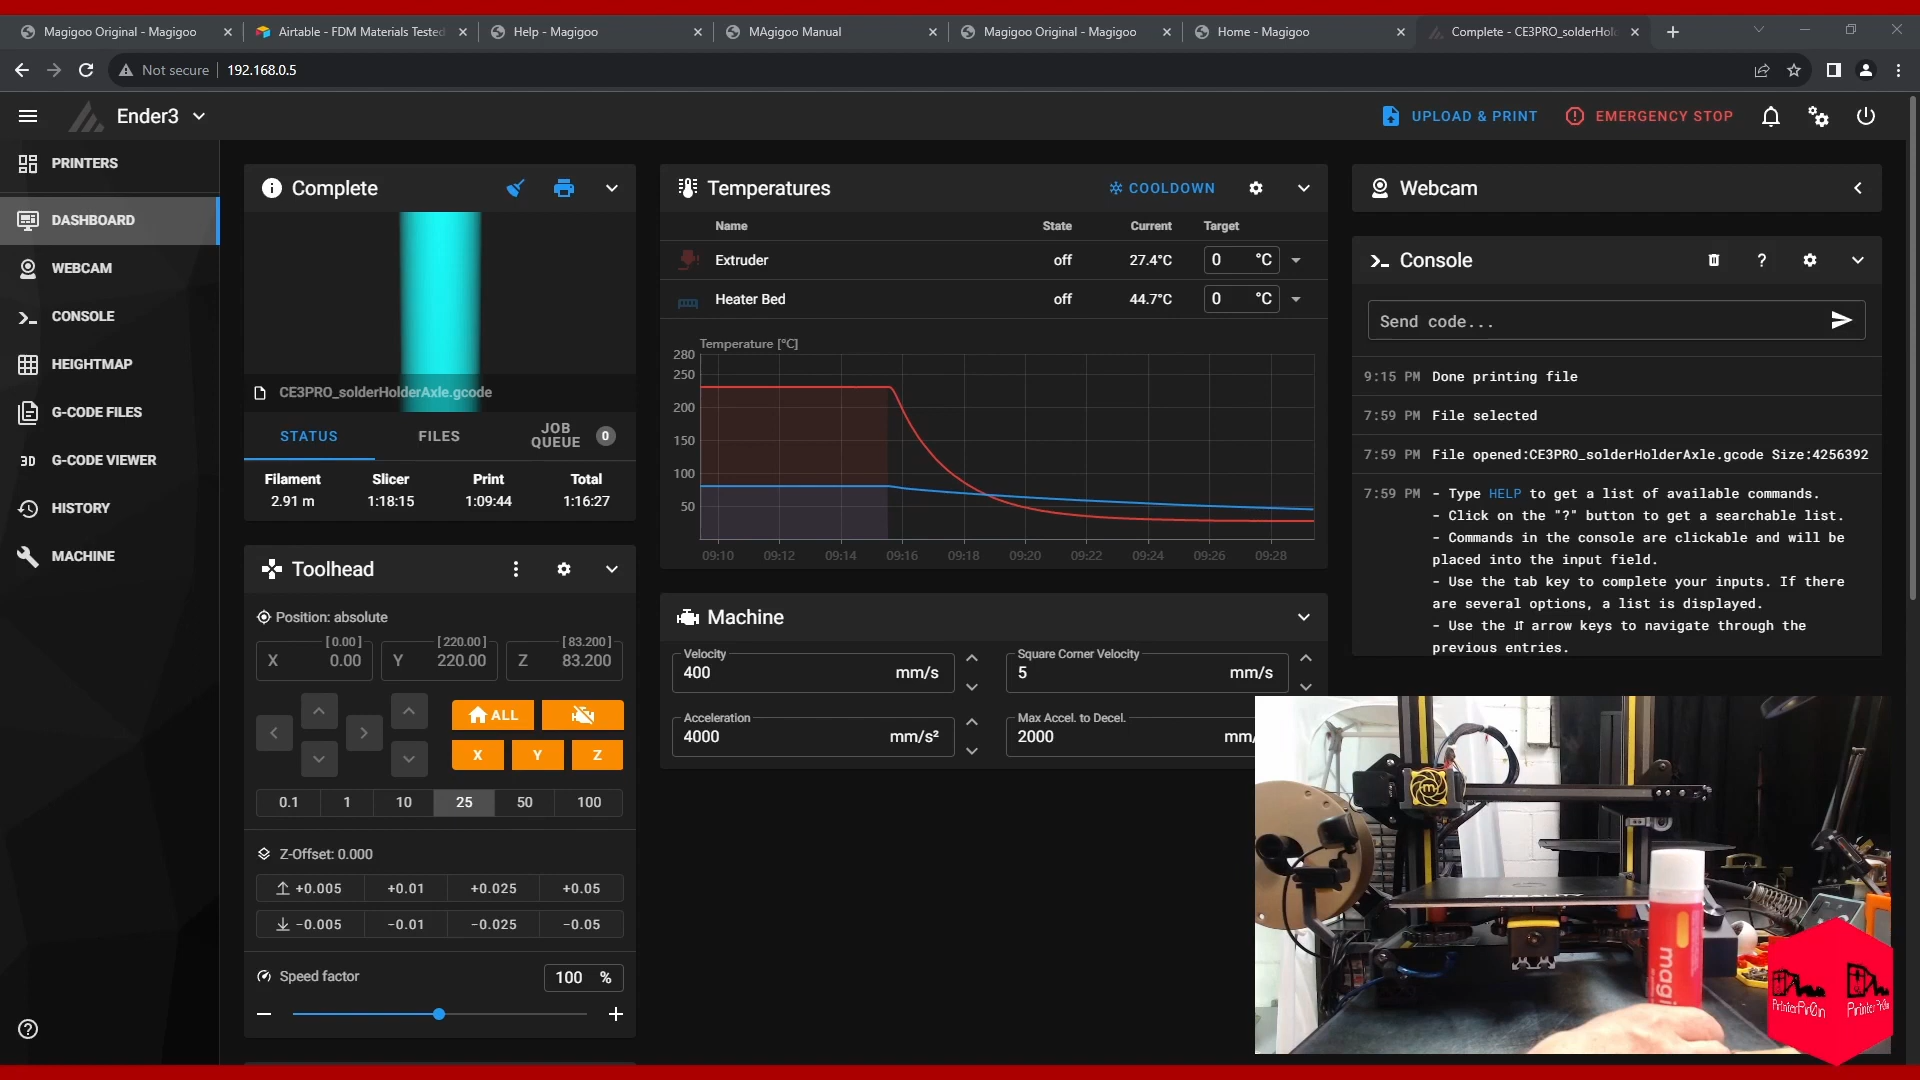 Magigoo Original - Magigoo
Airtable - FDM Materials Tested
Help - Magigoo
MAgigoo Manual
Magigoo Original - Magigoo
Home - Magigoo
Complete - CE3PRO_solderHol
Not secure
192.168.0.5
Ender3
UPLOAD & PRINT
EMERGENCY STOP
PRINTERS
DASHBOARD
WEBCAM
CONSOLE
HEIGHTMAP
G-CODE FILES
3D G-CODE VIEWER
HISTORY
MACHINE
Complete
CE3PRO_solderHolderAxle.gcode
STATUS
FILES
JOB QUEUE 0
Filament Slicer Print Total
2.91 m 1:18:15 1:09:44 1:16:27
Toolhead
Position: absolute
[ 0.00 ] [ 220.00 ] [ 83.200 ]
X 0.00 Y 220.00 Z 83.200
ALL
X Y Z
0.1 1 10 25 50 100
Z-Offset: 0.000
+0.005 +0.01 +0.025 +0.05
−0.005 −0.01 −0.025 −0.05
Speed factor
100 %
Temperatures
COOLDOWN
Name State Current Target
Extruder off 27.4°C 0 °C
Heater Bed off 44.7°C 0 °C
Temperature [°C]
280
250
200
150
100
50
09:10 09:12 09:14 09:16 09:18 09:20 09:22 09:24 09:26 09:28
Machine
Velocity
400 mm/s
Square Corner Velocity
5 mm/s
Acceleration
4000 mm/s²
Max Accel. to Decel.
2000 mm/
Webcam
Console
Send code...
9:15 PM Done printing file
7:59 PM File selected
7:59 PM File opened:CE3PRO_solderHolderAxle.gcode Size:4256392
7:59 PM - Type HELP to get a list of available commands.
- Click on the "?" button to get a searchable list.
- Commands in the console are clickable and will be
placed into the input field.
- Use the tab key to complete your inputs. If there
are several options, a list is displayed.
- Use the ⇵ arrow keys to navigate through the
previous entries.
CREALITY
magi
PrinterPr0n
PrinterPr0n